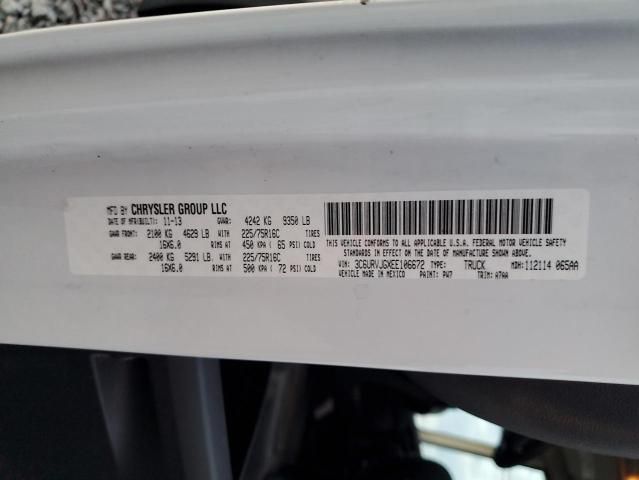 MFD BY CHRYSLER GROUP LLC
DATE OF MFR(BUILT): 11-13 GVWR: 4242 KG 9350 LB
GAWR FRONT: 2100 KG 4629 LB WITH 225/75R16C TIRES
16X6.0 RIMS AT 450 KPA ( 65 PSI) COLD
GAWR REAR: 2400 KG 5291 LB. WITH 225/75R16C TIRES
16X6.0 RIMS AT 500 KPA ( 72 PSI) COLD
THIS VEHICLE CONFORMS TO ALL APPLICABLE U.S.A. FEDERAL MOTOR VEHICLE SAFETY
STANDARDS IN EFFECT ON THE DATE OF MANUFACTURE SHOWN ABOVE.
VIN: 3C6URVJGXEE106672 TYPE: TRUCK MDH: 112114 065AA
VEHICLE MADE IN MEXICO PAINT: PW7 TRIM: A7AA